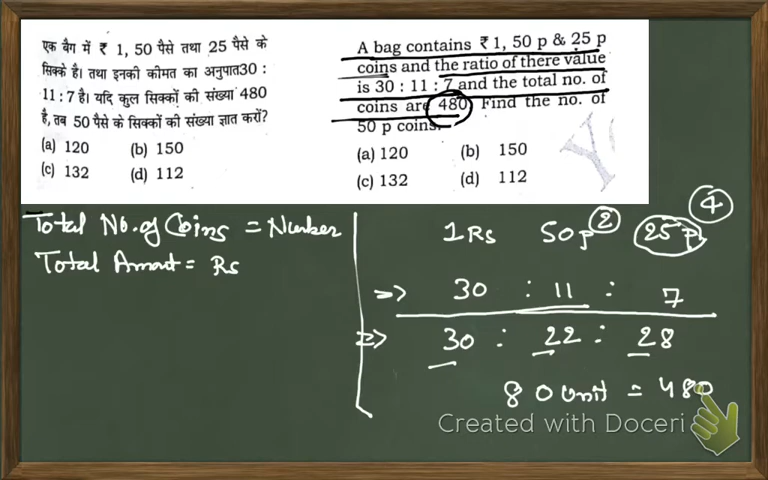 एक बैग में ₹ 1, 50 पैसे तथा 25 पैसे के
सिक्के है। तथा इनकी कीमत का अनुपात30 :
11 : 7 है। यदि कुल सिक्कों की संख्या 480
है, तब 50 पैसे के सिक्कों की संख्या ज्ञात करों?
(a) 120 (b) 150
(c) 132 (d) 112
A bag contains ₹ 1, 50 p & 25 p
coins and the ratio of there value
is 30 : 11 : 7 and the total no. of
coins are 480 Find the no. of
50 p coins.
(a) 120 (b) 150
(c) 132 (d) 112
Total No. of Coins = Number
Total Amount = Rs
1Rs 50p 2 25p 4
=> 30 : 11 : 7
=> 30 : 22 : 28
80 unit = 480
Created with Doceri